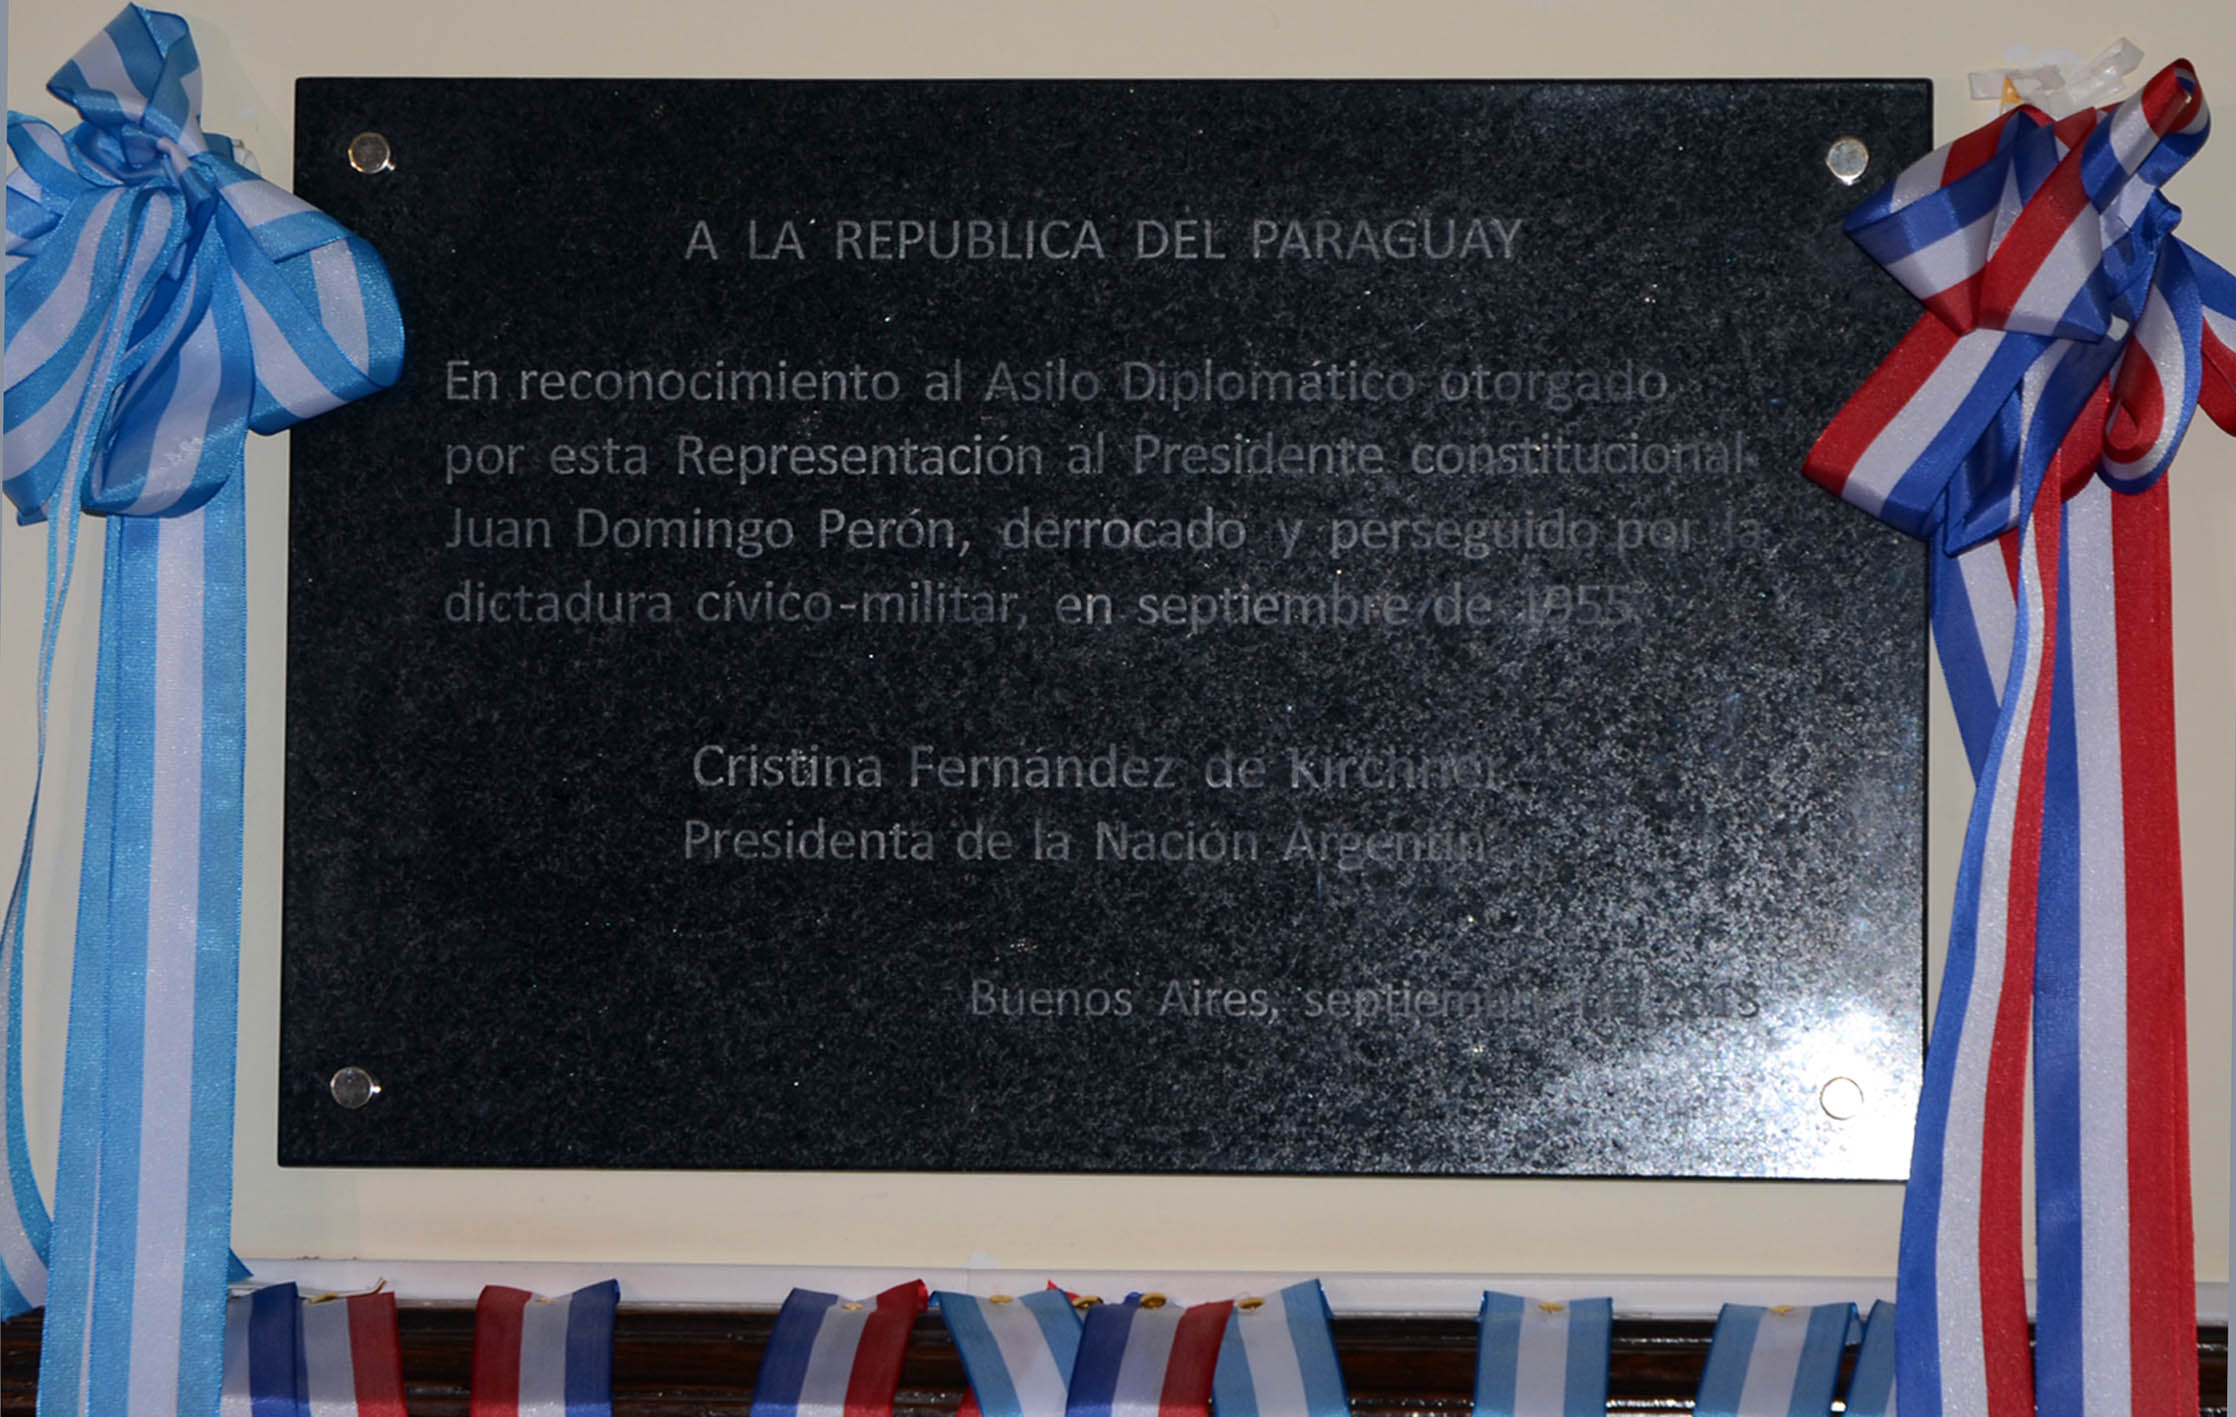 A LA REPUBLICA DEL PARAGUAY
En reconocimiento al Asilo Diplomático otorgado
por esta Representación al Presidente constitucional
Juan Domingo Perón, derrocado y perseguido por la
dictadura cívico-militar, en septiembre de 1955.
Cristina Fernández de Kirchner
Presidenta de la Nación Argentina
Buenos Aires, septiembre